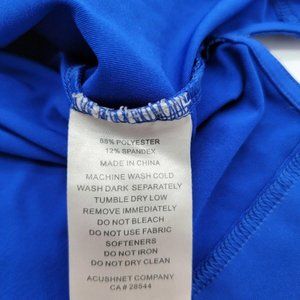 88% POLYESTER
12% SPANDEX
MADE IN CHINA
MACHINE WASH COLD
WASH DARK SEPARATELY
TUMBLE DRY LOW
REMOVE IMMEDIATELY
DO NOT BLEACH
DO NOT USE FABRIC
SOFTENERS
DO NOT IRON
DO NOT DRY CLEAN
ACUSHNET COMPANY
CA# 28544